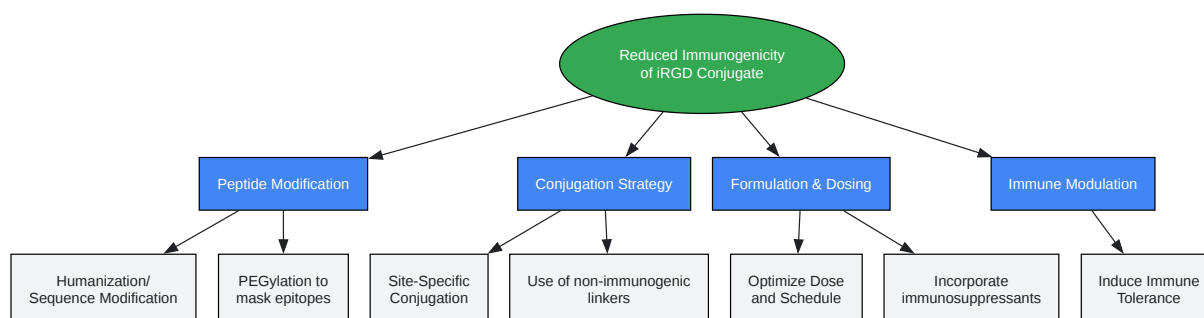 Reduced Immunogenicity
of iRGD Conjugate
Peptide Modification
Conjugation Strategy
Formulation & Dosing
Immune Modulation
Humanization/
Sequence Modification
PEGylation to
mask epitopes
Site-Specific
Conjugation
Use of non-immunogenic
linkers
Optimize Dose
and Schedule
Incorporate
immunosuppressants
Induce Immune
Tolerance